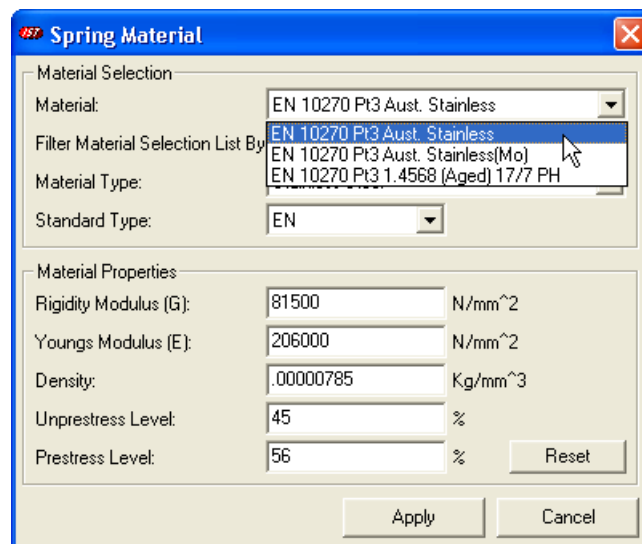 IST Spring Material
Material Selection
Material: EN 10270 Pt3 Aust. Stainless
EN 10270 Pt3 Aust. Stainless
Filter Material Selection List By
EN 10270 Pt3 Aust. Stainless(Mo)
EN 10270 Pt3 1.4568 (Aged) 17/7 PH
Material Type:
Standard Type: EN
Material Properties
Rigidity Modulus (G): 81500 N/mm^2
Youngs Modulus (E): 206000 N/mm^2
Density: .00000785 Kg/mm^3
Unprestress Level: 45 %
Prestress Level: 56 % Reset
Apply Cancel